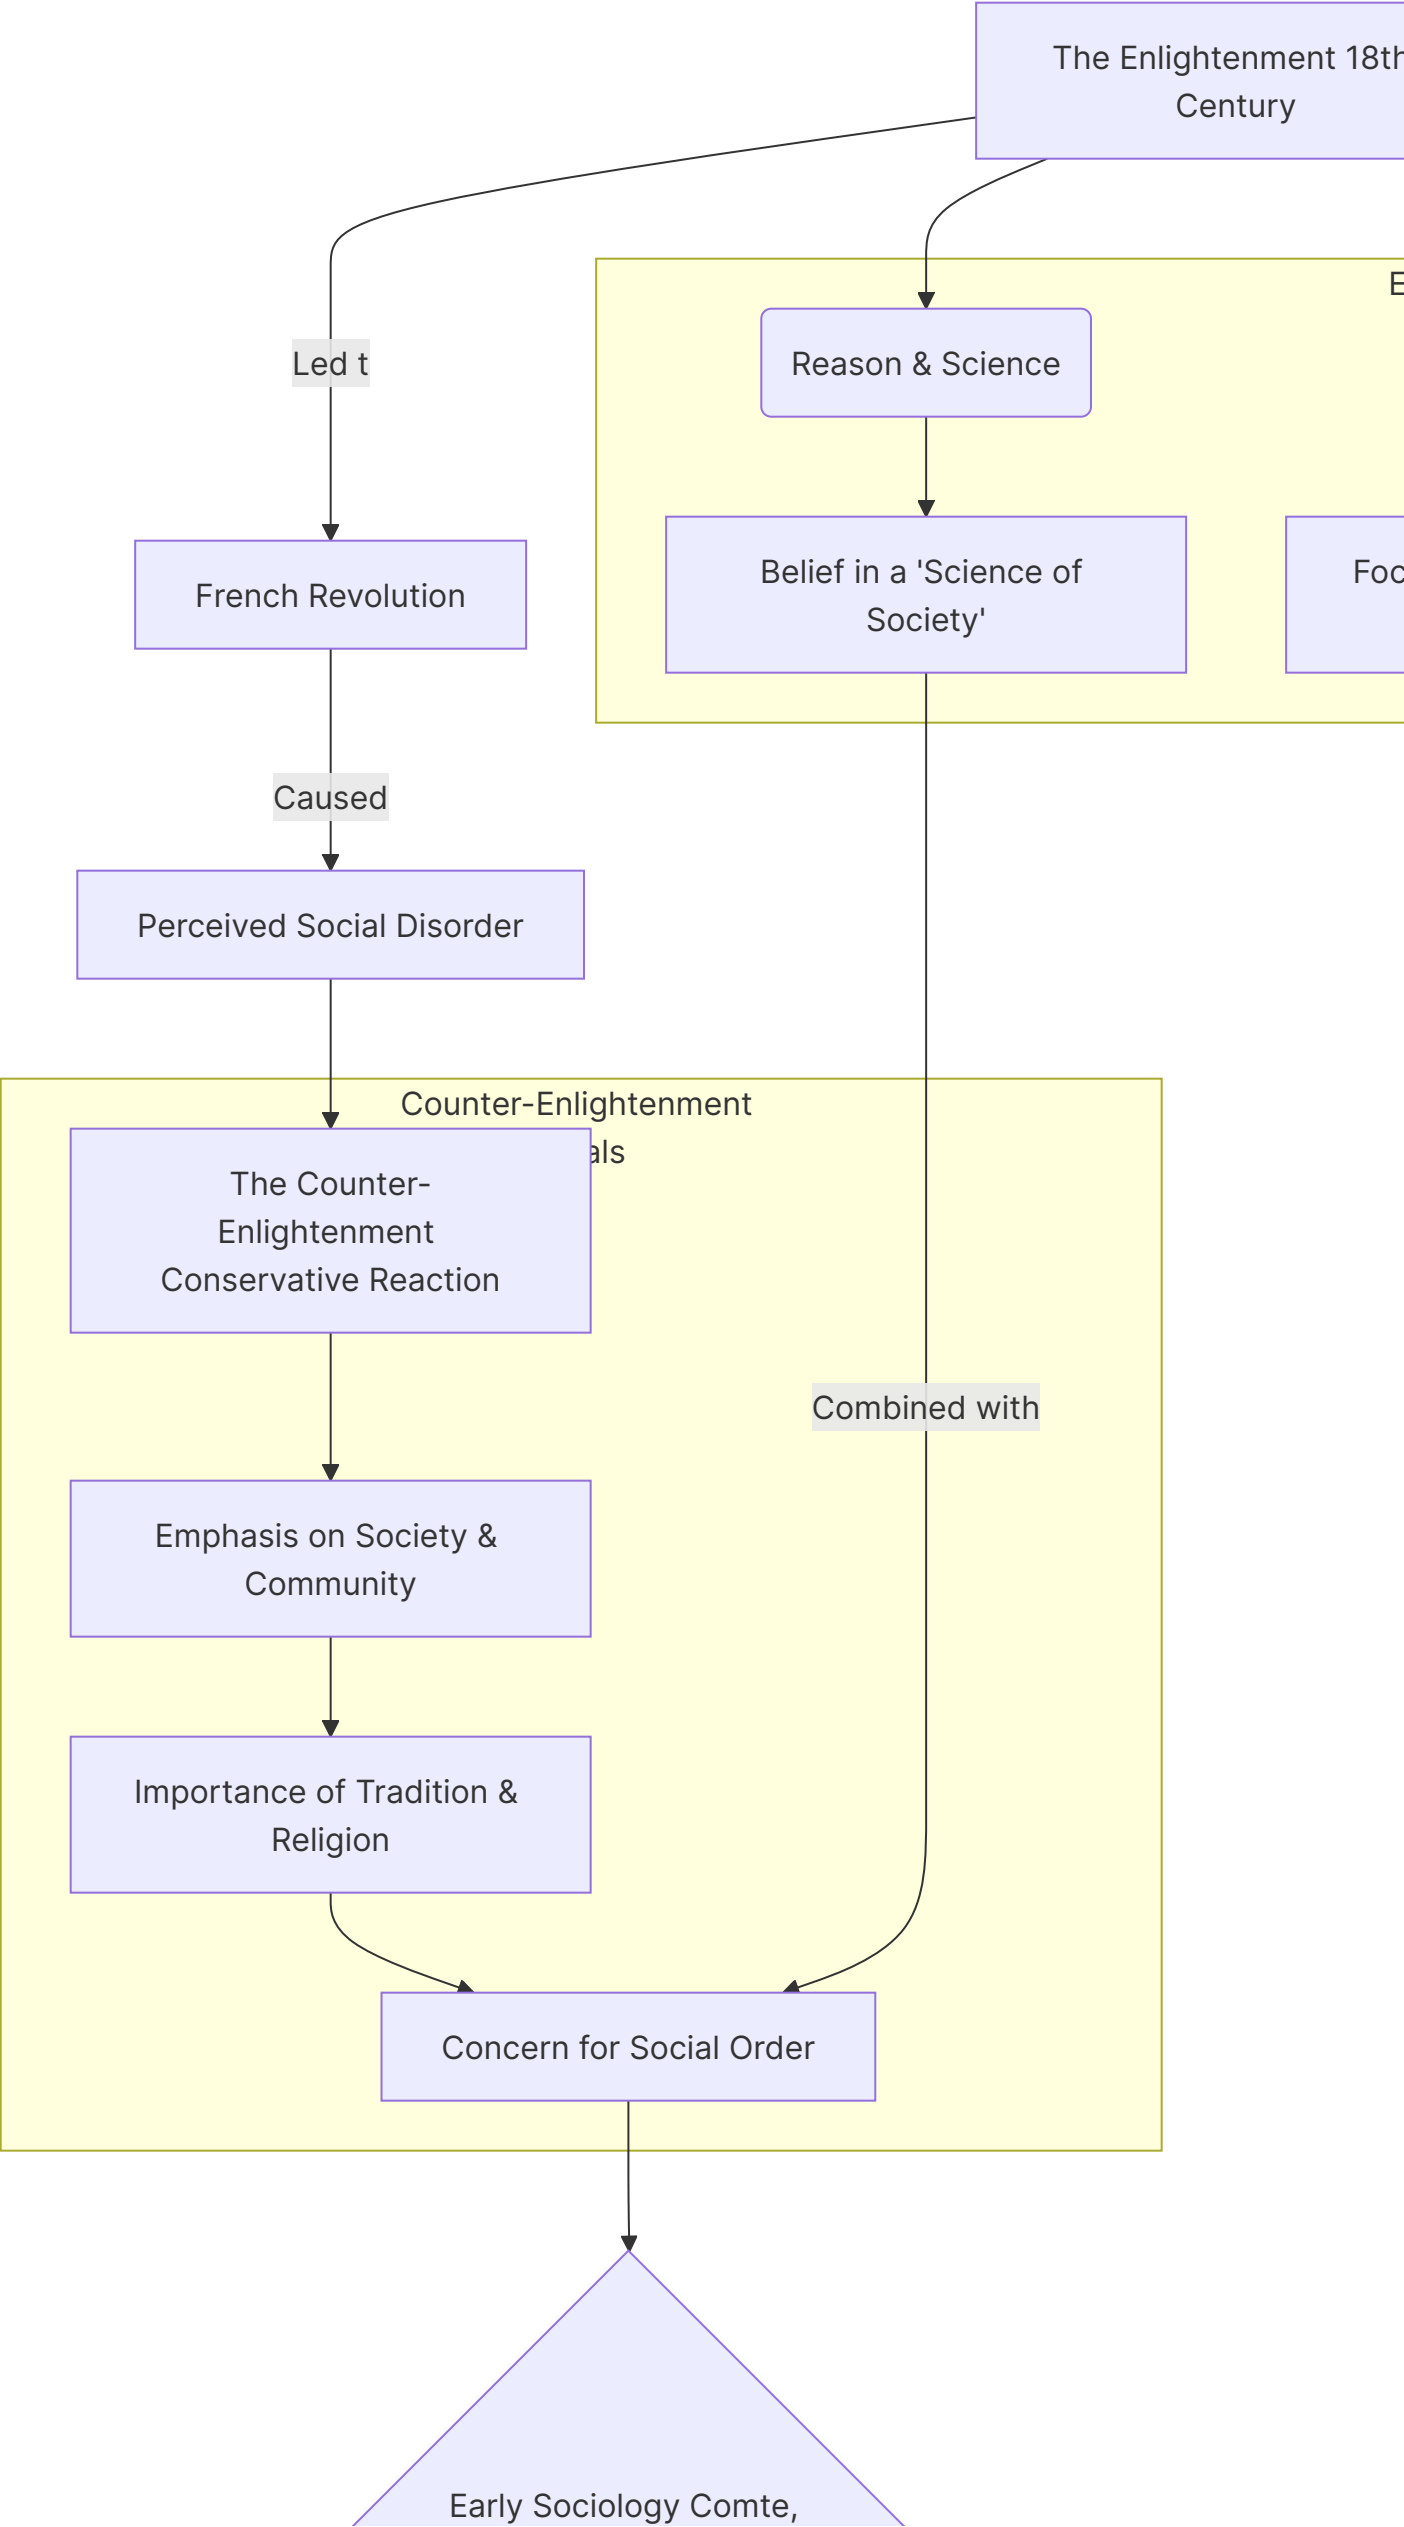 The Enlightenment 18th
Century
Led t
Reason & Science
French Revolution
Belief in a 'Science of
Society'
Caused
Perceived Social Disorder
Counter-Enlightenment
The Counter-
Enlightenment
Conservative Reaction
Combined with
Emphasis on Society &
Community
Importance of Tradition &
Religion
Concern for Social Order
Early Sociology Comte,